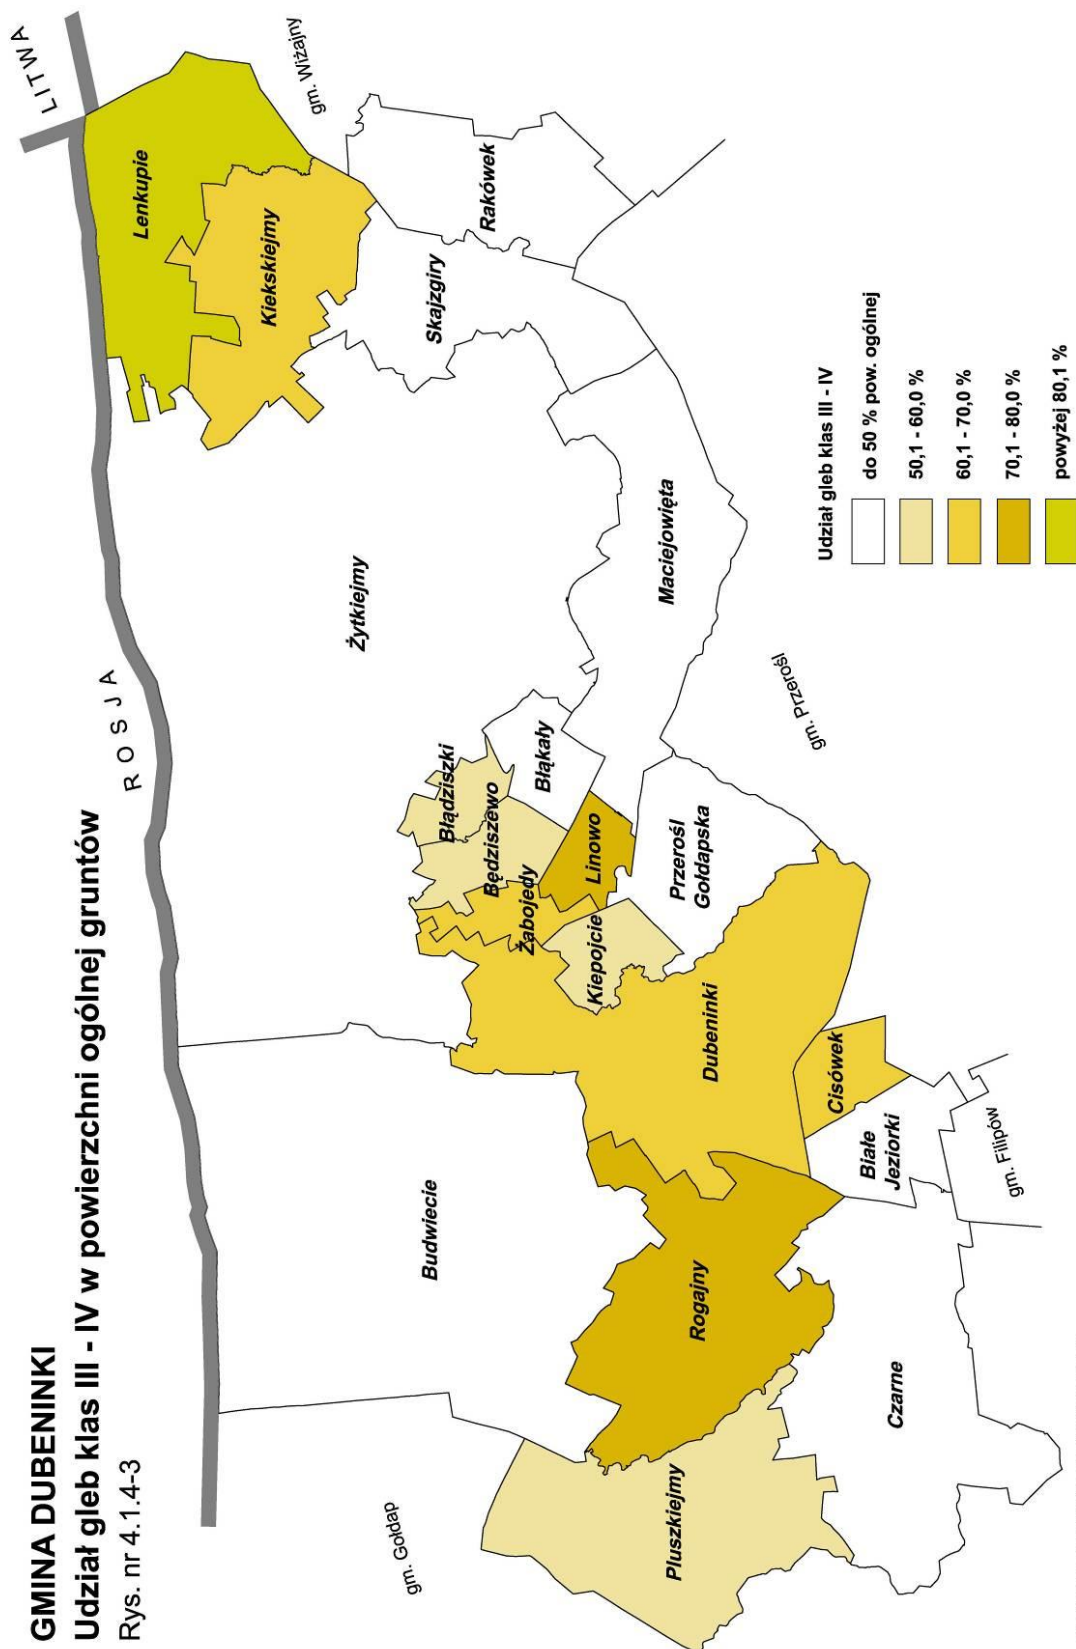 GMINA DUBENINKI
Udział gleb klas III - IV w powierzchni ogólnej gruntów
Rys. nr 4.1.4-3
LITWA
ROSJA
gm. Wiżajny
Lenkupie
Kiekskiejmy
Rakówek
Skajzgiry
Żytkiejmy
Maciejowięta
Błądziszki
Będziszewo
Błąkały
Żabojedy
Linowo
Kiepojcie
Przerośl
Gołdapska
gm. Przerośl
Budwiecie
Dubeninki
Cisówek
Białe
Jeziorki
gm. Filipów
Rogajny
Czarne
Pluszkiejmy
gm. Gołdap
Udział gleb klas III - IV
do 50 % pow. ogólnej
50,1 - 60,0 %
60,1 - 70,0 %
70,1 - 80,0 %
powyżej 80,1 %